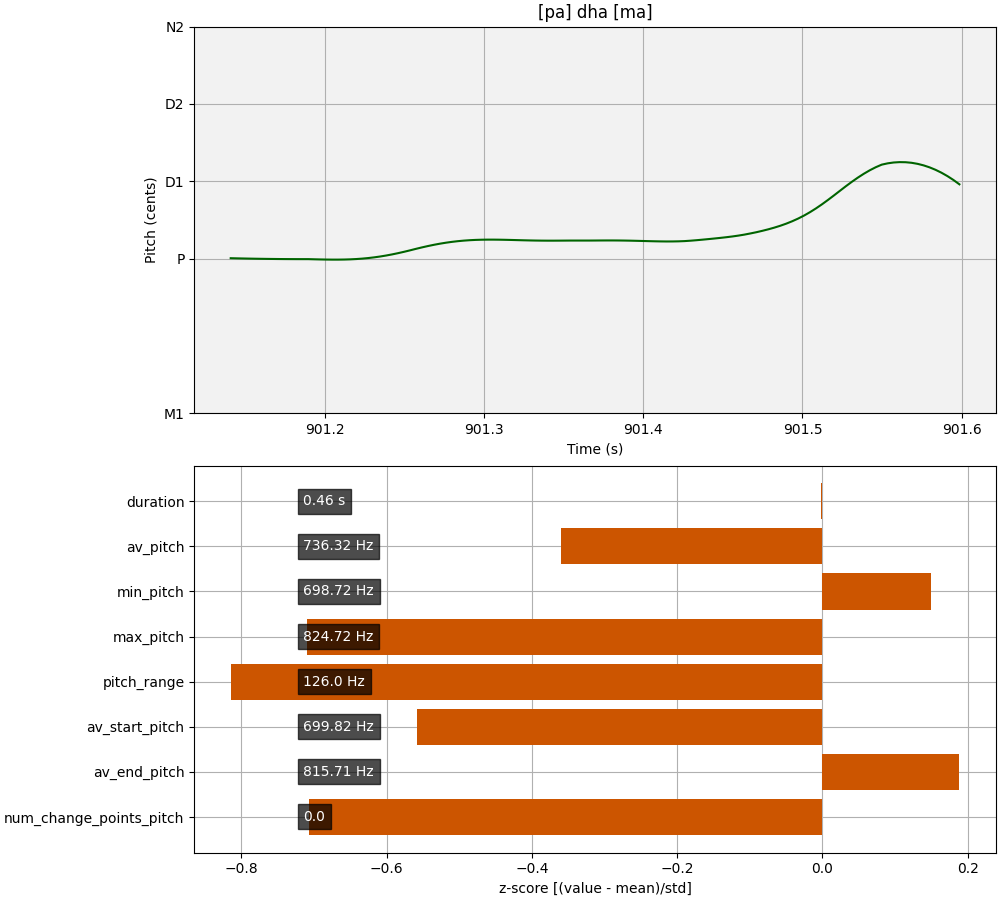 [pa] dha [ma]
N2
D2
D1
P
M1
Pitch (cents)
901.2 901.3 901.4 901.5 901.6
Time (s)
duration 0.46 s
av_pitch 736.32 Hz
min_pitch 698.72 Hz
max_pitch 824.72 Hz
pitch_range 126.0 Hz
av_start_pitch 699.82 Hz
av_end_pitch 815.71 Hz
num_change_points_pitch 0.0
−0.8 −0.6 −0.4 −0.2 0.0 0.2
z-score [(value - mean)/std]